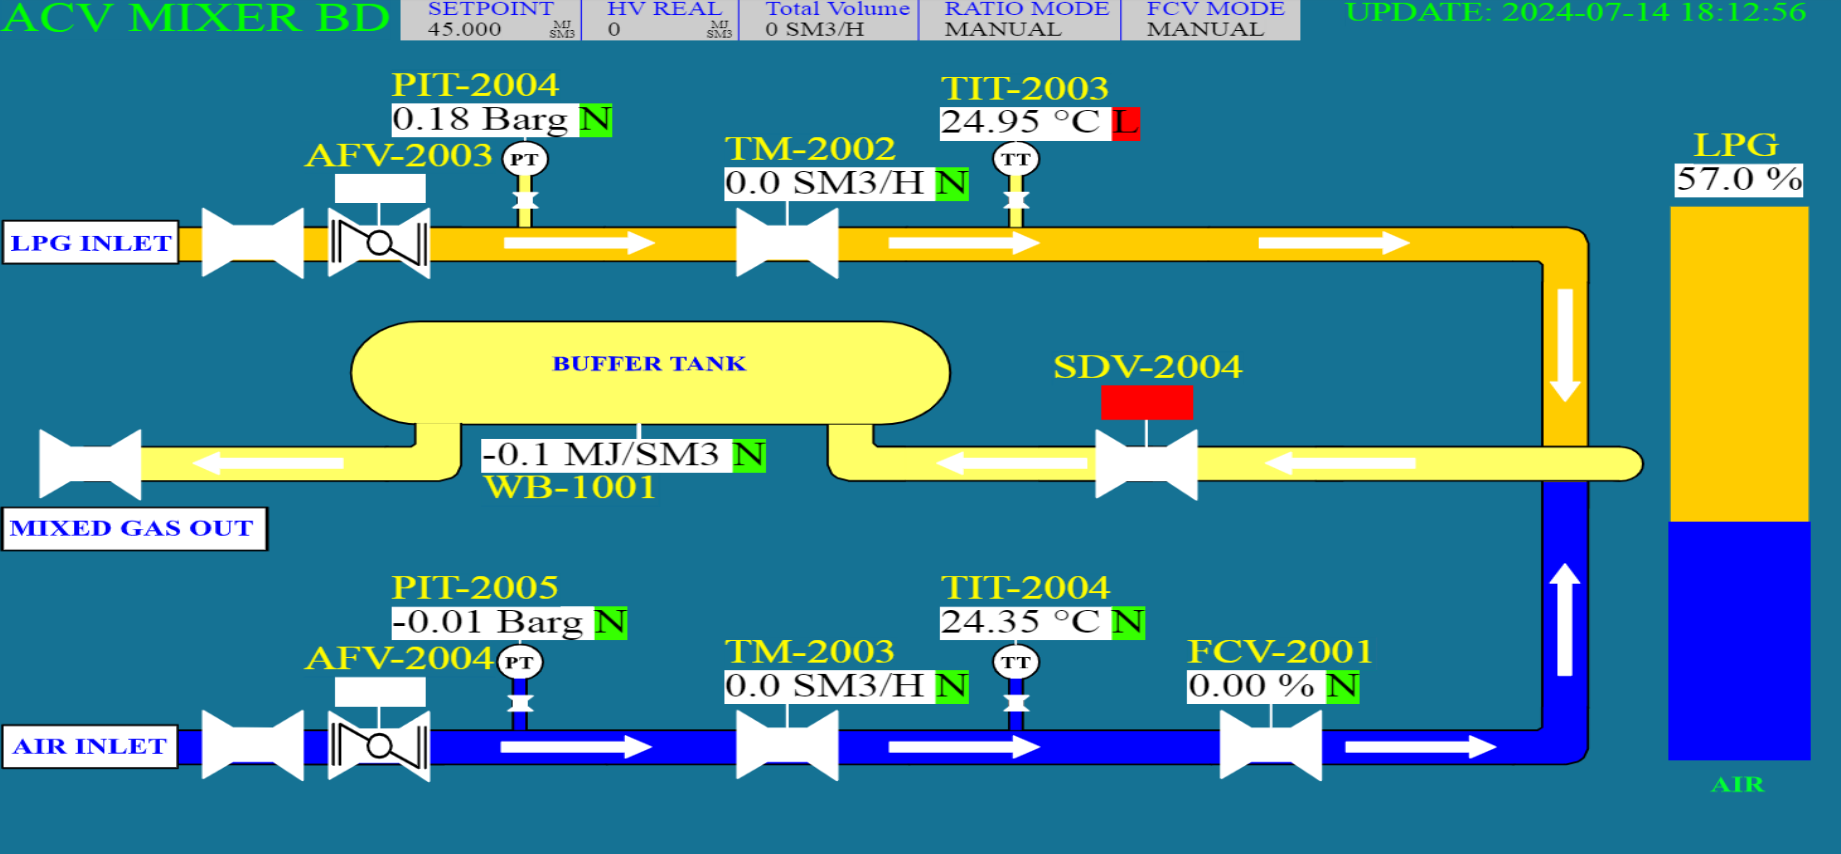 ACV MIXER BD
SETPOINT
45.000 MJ SM3
HV REAL
0 MJ SM3
Total Volume
0 SM3/H
RATIO MODE
MANUAL
FCV MODE
MANUAL
UPDATE: 2024-07-14 18:12:56
PIT-2004
0.18 Barg N
AFV-2003
PT
TM-2002
0.0 SM3/H N
TIT-2003
24.95 °C L
TT
LPG
57.0 %
LPG INLET
BUFFER TANK
SDV-2004
-0.1 MJ/SM3 N
WB-1001
MIXED GAS OUT
PIT-2005
-0.01 Barg N
AFV-2004
PT
TM-2003
0.0 SM3/H N
TIT-2004
24.35 °C N
TT
FCV-2001
0.00 % N
AIR INLET
AIR